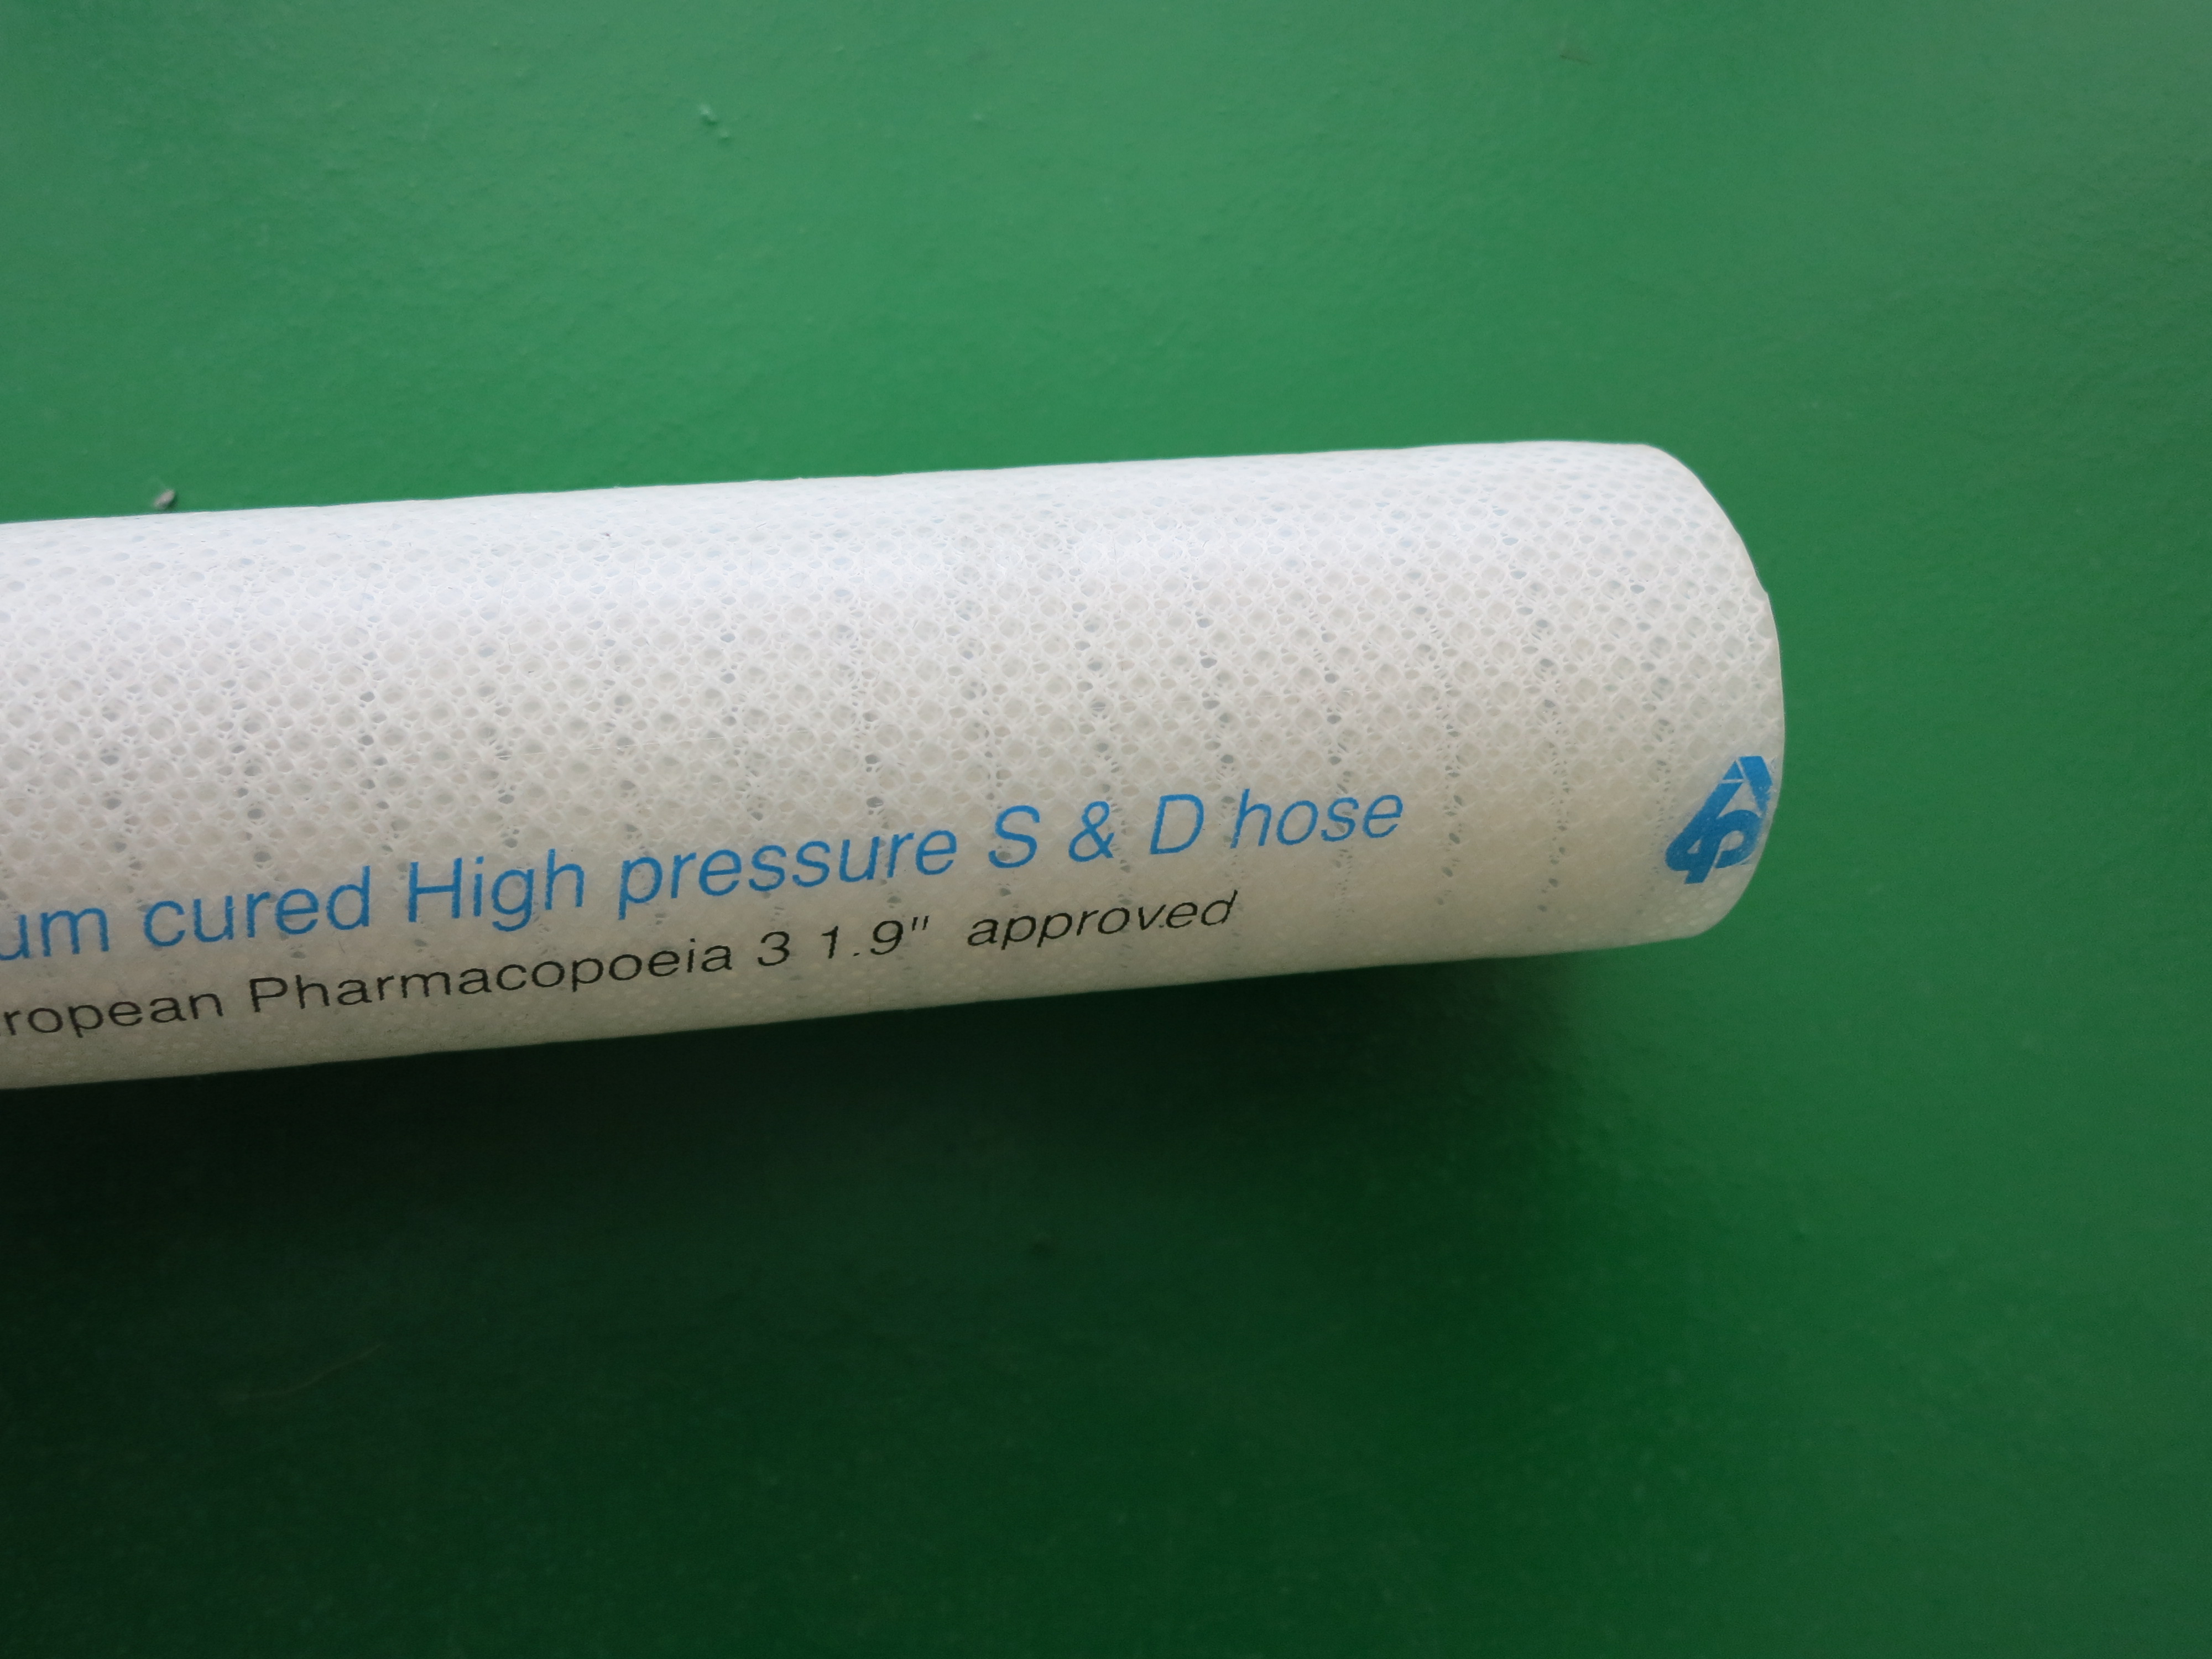 um cured High pressure S & D hose
ropean Pharmacopoeia 3 1.9" approved